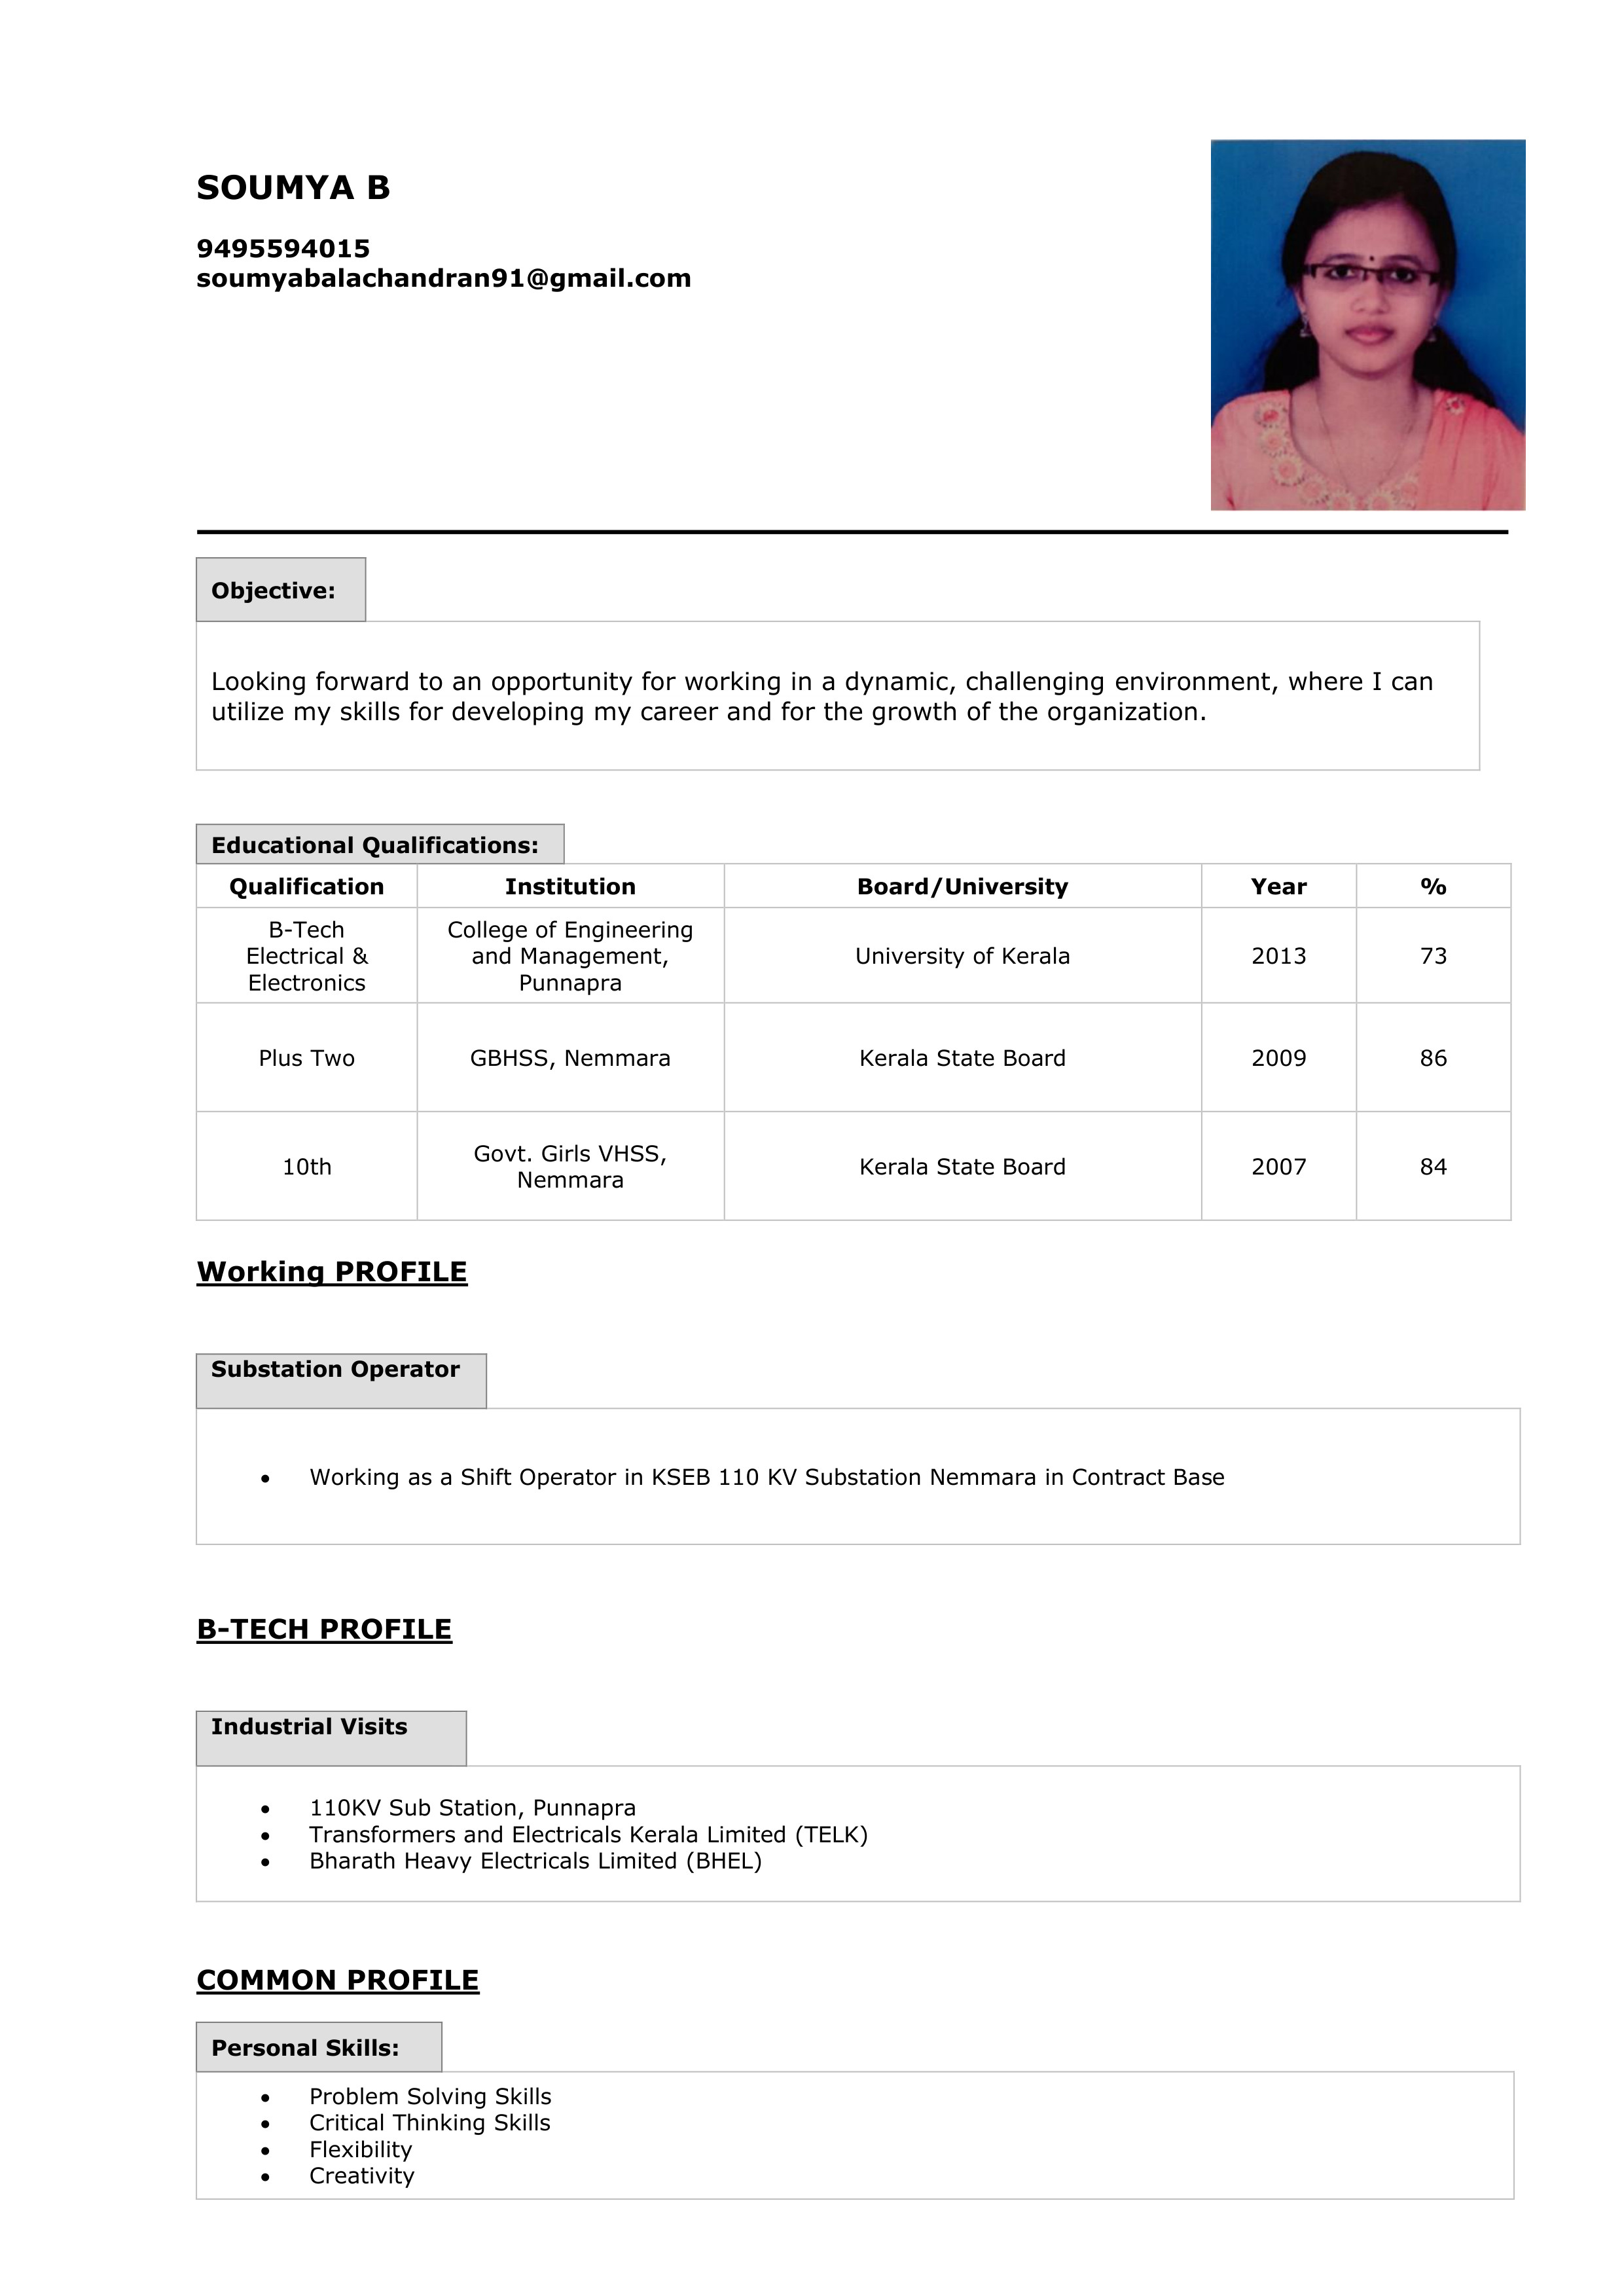 SOUMYA B
9495594015
soumyabalachandran91@gmail.com
Objective:
Looking forward to an opportunity for working in a dynamic, challenging environment, where I can
utilize my skills for developing my career and for the growth of the organization.
Educational Qualifications:
Qualification Institution Board/University Year %
B-Tech
Electrical &
Electronics
College of Engineering
and Management,
Punnapra
University of Kerala
2013
73
Plus Two
GBHSS, Nemmara
Kerala State Board
2009
86
10th
Govt. Girls VHSS,
Nemmara
Kerala State Board
2007
84
Working PROFILE
Substation Operator
• Working as a Shift Operator in KSEB 110 KV Substation Nemmara in Contract Base
B-TECH PROFILE
Industrial Visits
• 110KV Sub Station, Punnapra
• Transformers and Electricals Kerala Limited (TELK)
• Bharath Heavy Electricals Limited (BHEL)
COMMON PROFILE
Personal Skills:
• Problem Solving Skills
• Critical Thinking Skills
• Flexibility
• Creativity